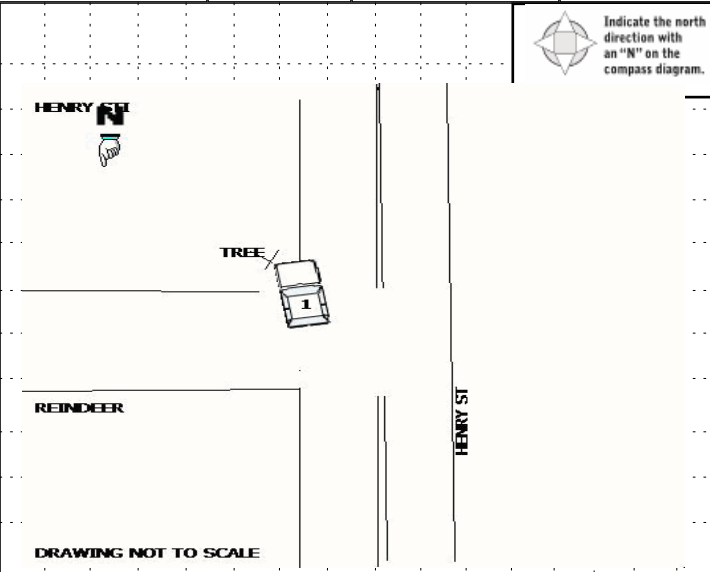 Indicate the north
direction with
an "N" on the
compass diagram.
HENRY ST
N
TREE
1
REINDEER
HENRY ST
DRAWING NOT TO SCALE